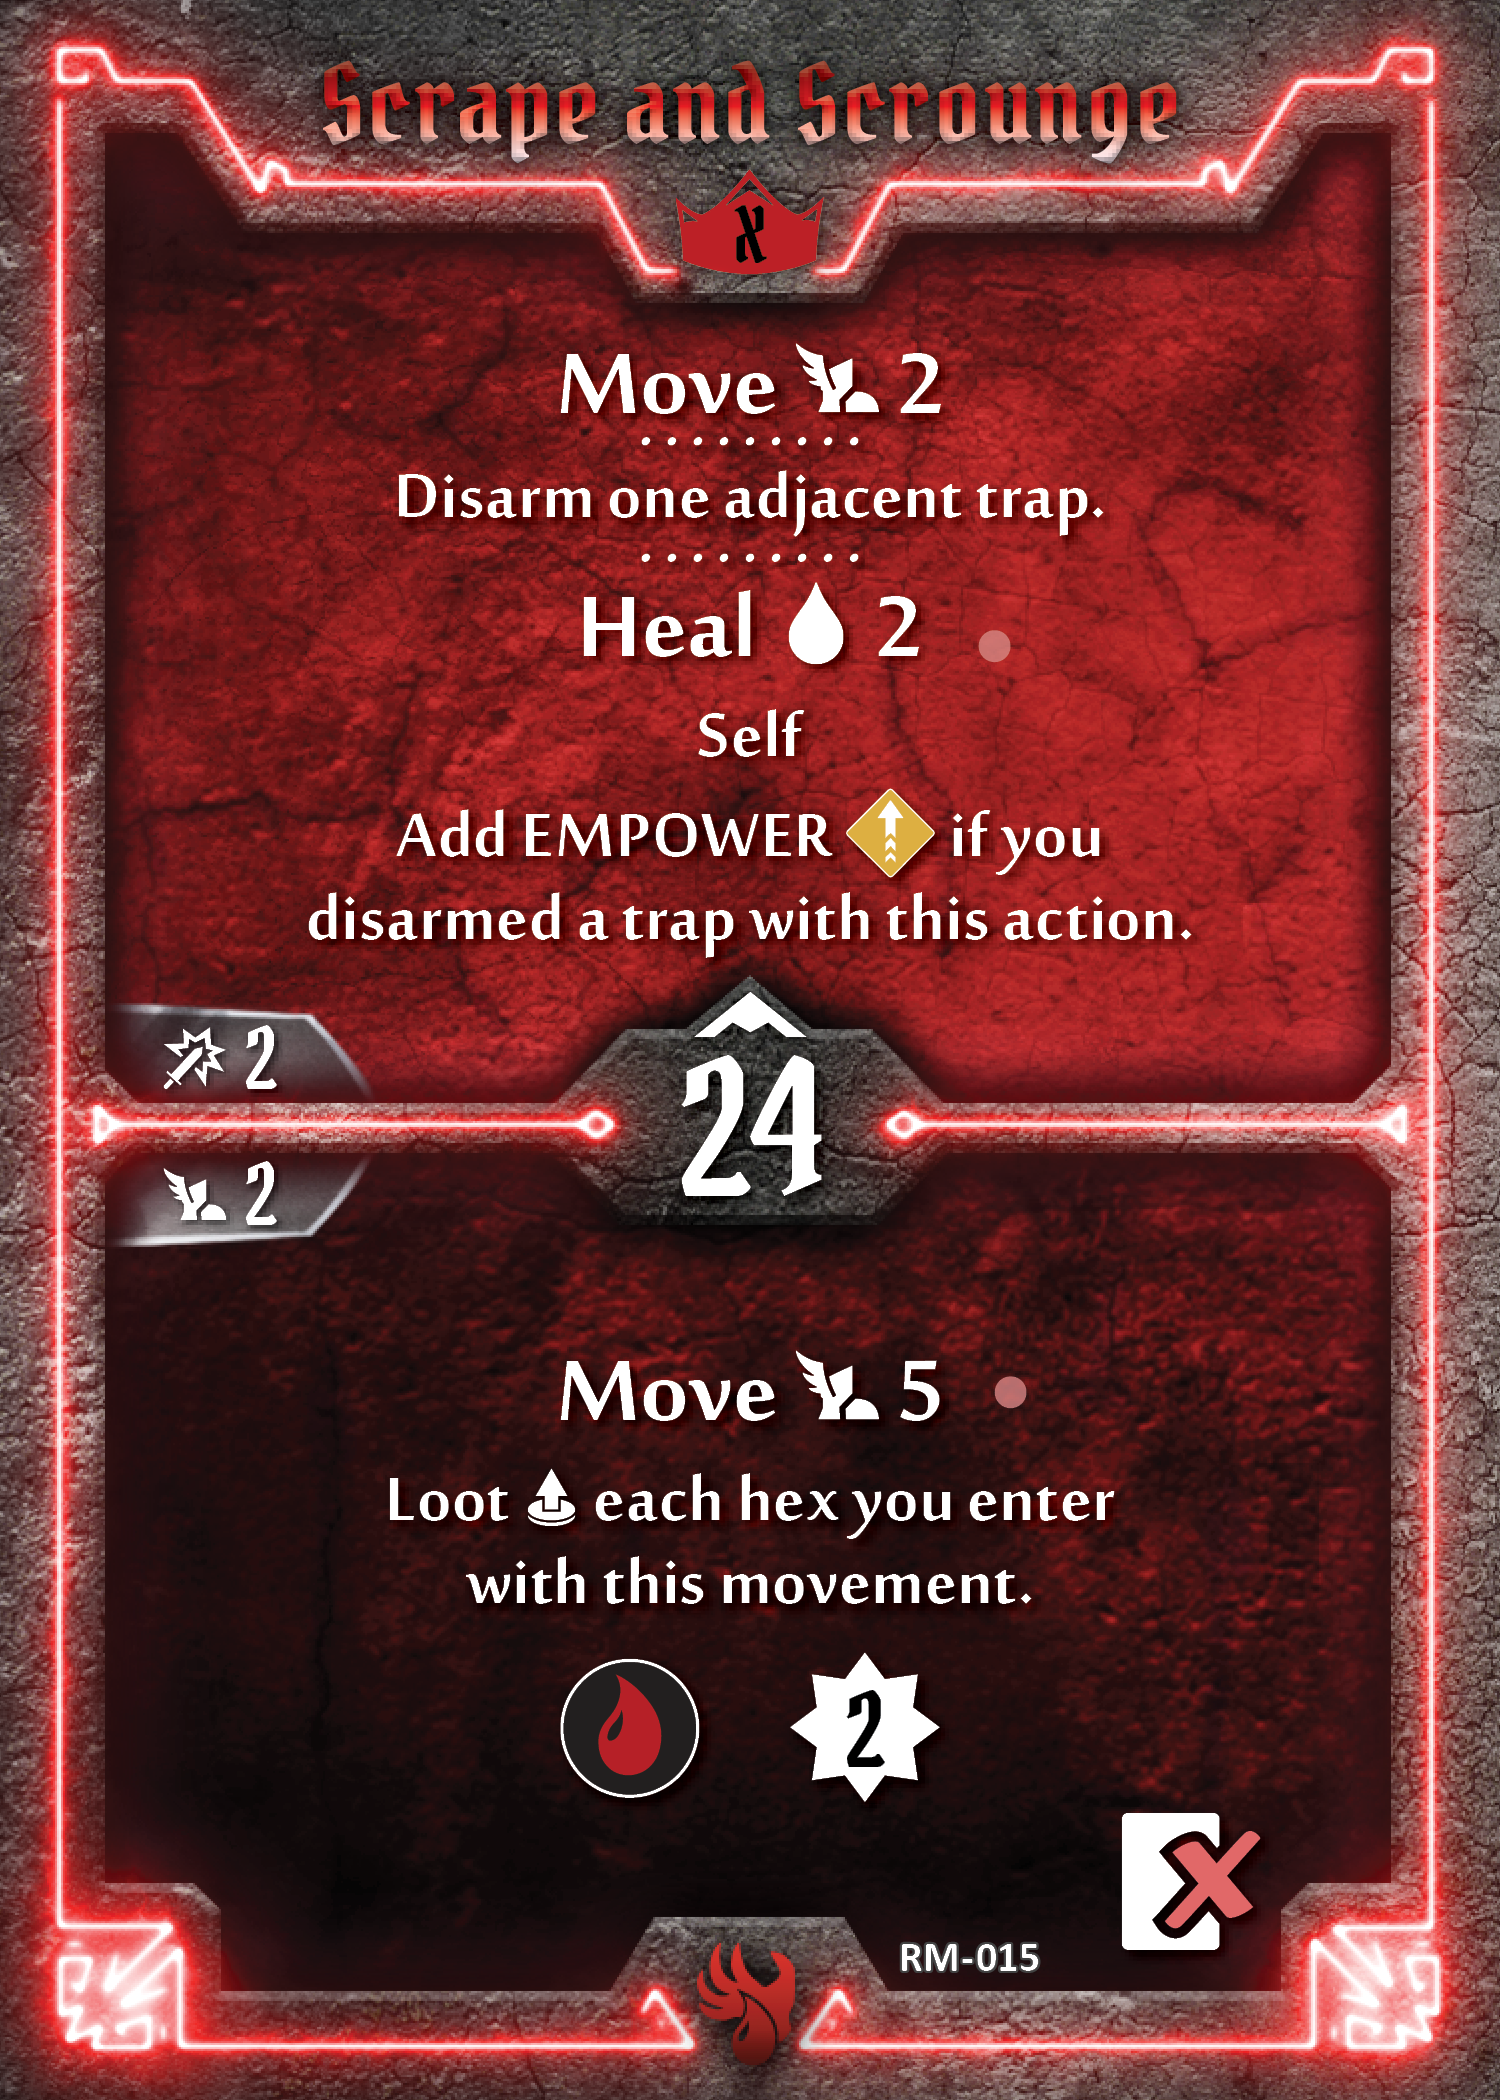 Scrape and Scrounge
X
Move 2
Disarm one adjacent trap.
Heal 2
Self
Add EMPOWER if you
disarmed a trap with this action.
2
24
2
Move 5
Loot each hex you enter
with this movement.
2
RM-015